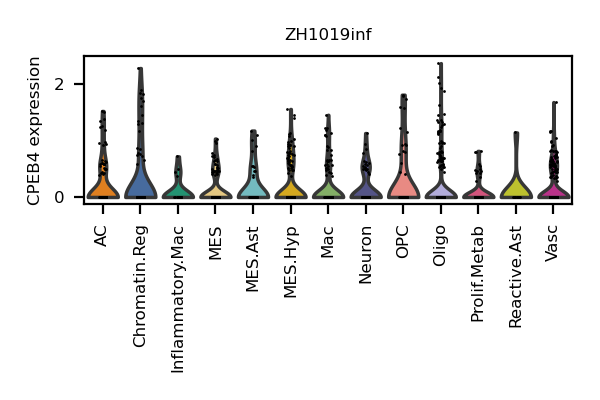 ZH1019inf
CPEB4 expression
2
0
AC
Chromatin.Reg
Inflammatory.Mac
MES
MES.Ast
MES.Hyp
Mac
Neuron
OPC
Oligo
Prolif.Metab
Reactive.Ast
Vasc